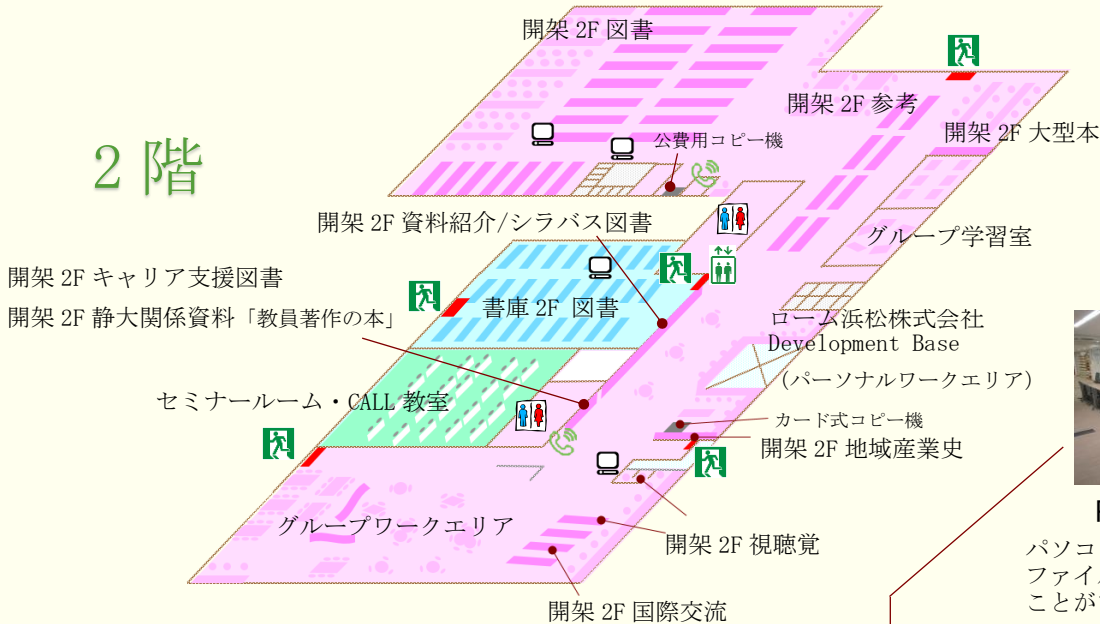 開架 2F 図書
開架 2F 参考
開架 2F 大型本
2 階
公費用コピー機
開架 2F 資料紹介/シラバス図書
グループ学習室
開架 2F キャリア支援図書
書庫 2F 図書
開架 2F 静大関係資料「教員著作の本」
ローム浜松株式会社
Development Base
(パーソナルワークエリア)
セミナールーム・CALL 教室
カード式コピー機
開架 2F 地域産業史
グループワークエリア
開架 2F 視聴覚
パソコ
ファイ
ことが
開架 2F 国際交流